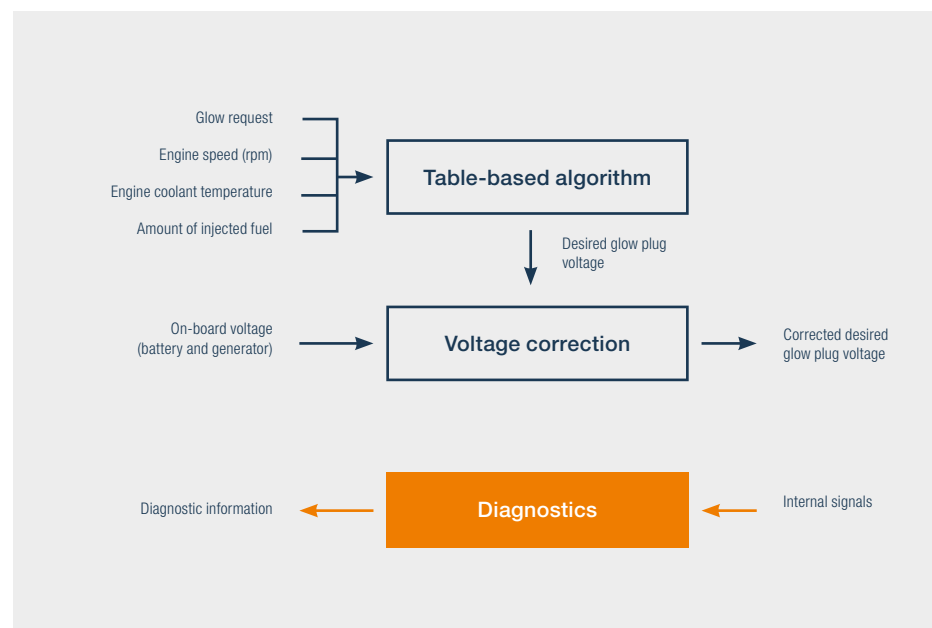 Glow request
Engine speed (rpm)
Engine coolant temperature
Amount of injected fuel
Table-based algorithm
Desired glow plug
voltage
On-board voltage
(battery and generator)
Voltage correction
Corrected desired
glow plug voltage
Diagnostic information
Diagnostics
Internal signals